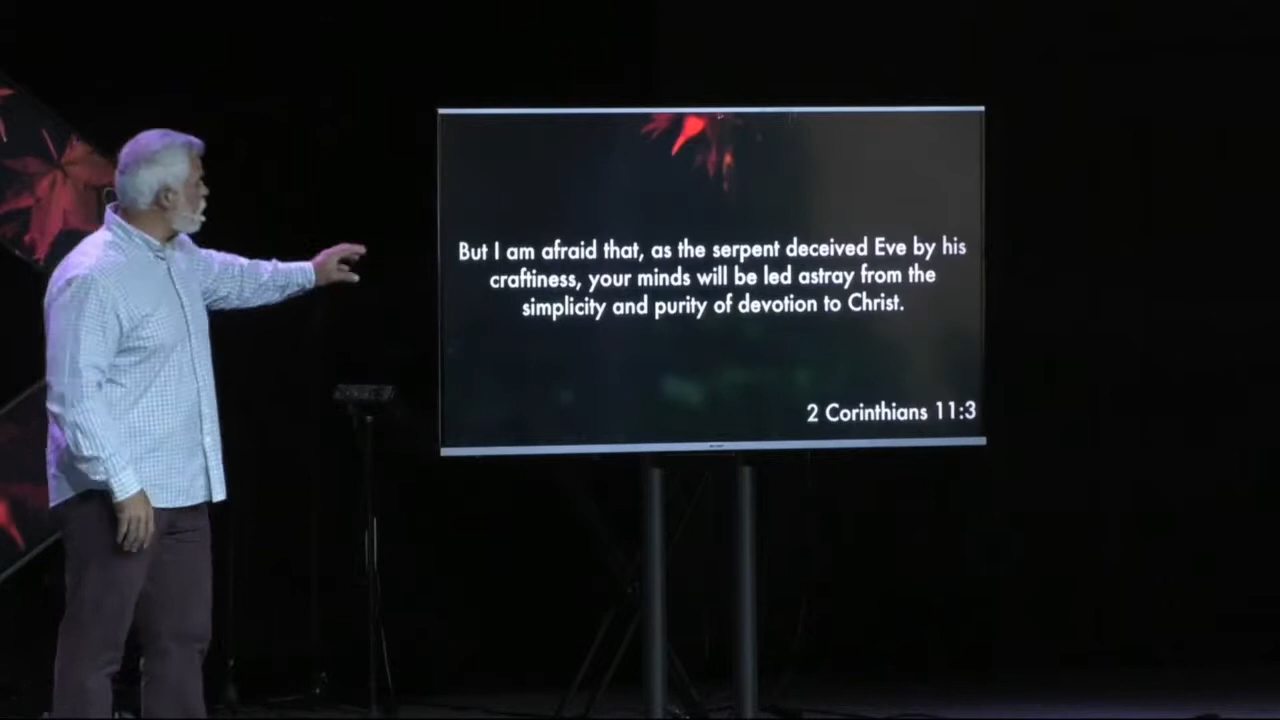 But I am afraid that, as the serpent deceived Eve by his
craftiness, your minds will be led astray from the
simplicity and purity of devotion to Christ.
2 Corinthians 11:3